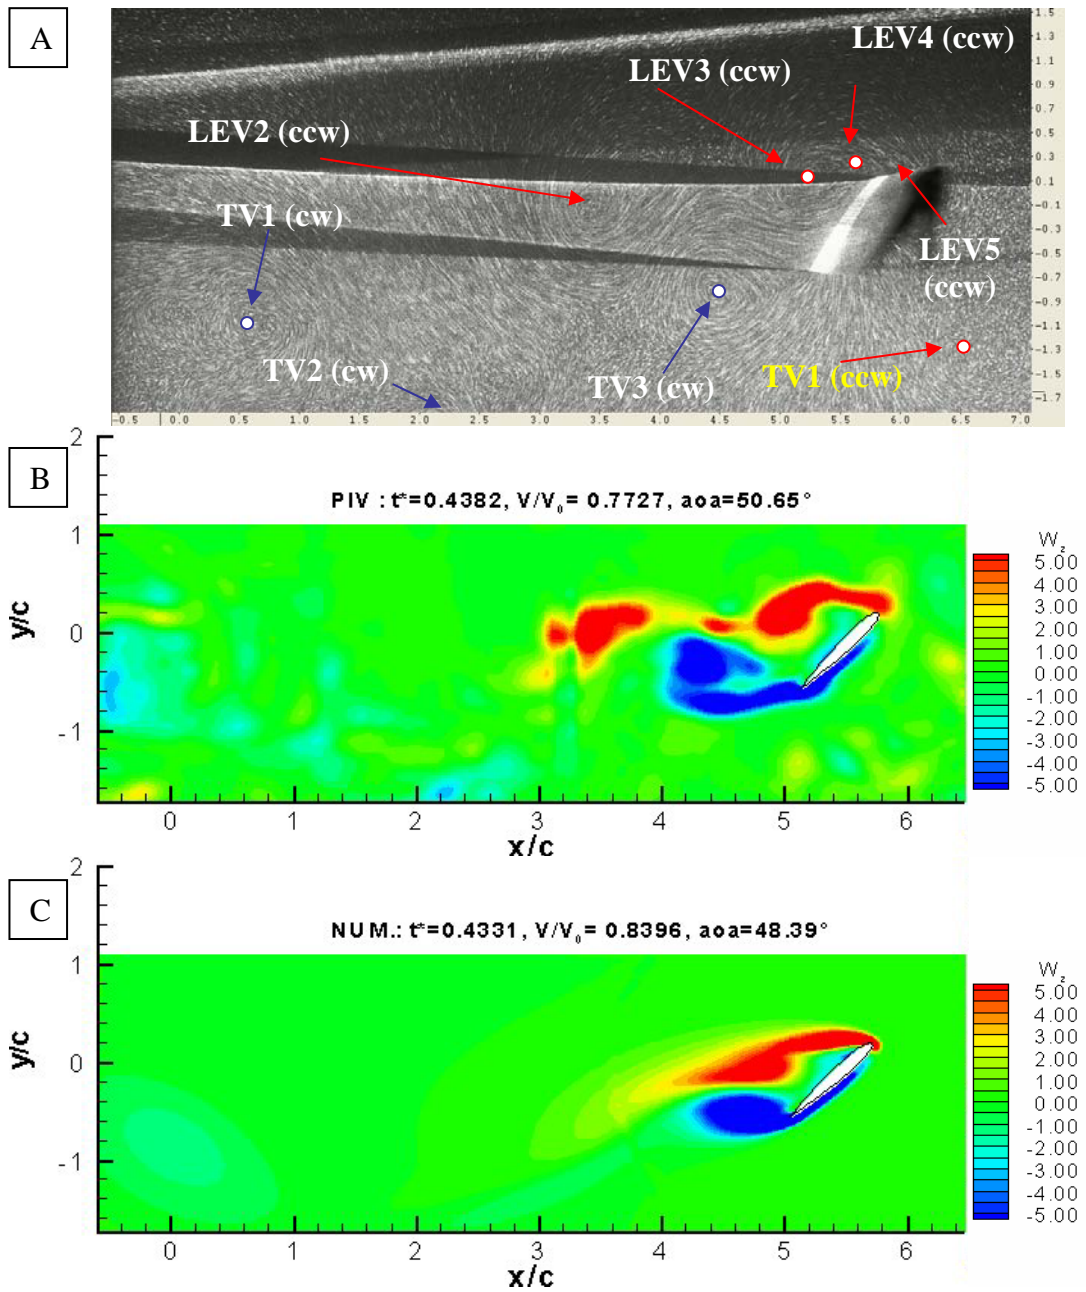 A
LEV4 (ccw)
LEV3 (ccw)
LEV2 (ccw)
TV1 (cw)
LEV5
(ccw)
TV2 (cw)
TV3 (cw)
TV1 (ccw)
1.5
1.3
1.1
0.9
0.7
0.5
0.3
0.1
-0.1
-0.3
-0.5
-0.7
-0.9
-1.1
-1.3
-1.5
-1.7
-0.5 0.0 0.5 1.0 1.5 2.0 2.5 3.0 3.5 4.0 4.5 5.0 5.5 6.0 6.5 7.0
B
PIV : t*=0.4382, V/V₀= 0.7727, aoa=50.65°
2
1
0
-1
y/c
0 1 2 3 4 5 6
x/c
W_z
5.00
4.00
3.00
2.00
1.00
0.00
-1.00
-2.00
-3.00
-4.00
-5.00
C
NUM.: t*=0.4331, V/V₀= 0.8396, aoa=48.39°
2
1
0
-1
y/c
0 1 2 3 4 5 6
x/c
W_z
5.00
4.00
3.00
2.00
1.00
0.00
-1.00
-2.00
-3.00
-4.00
-5.00